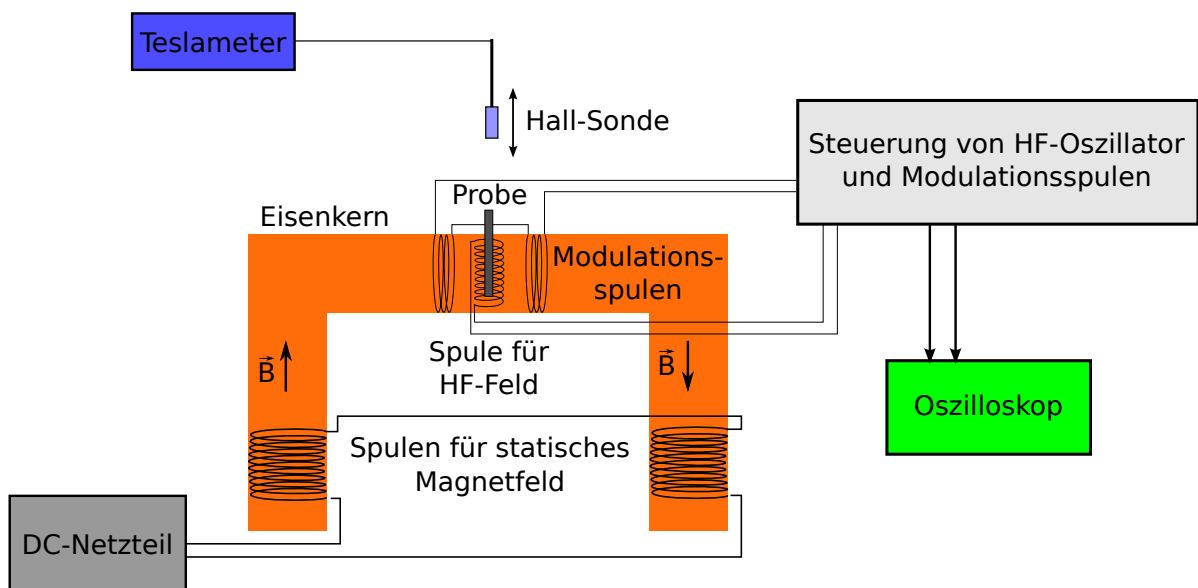 Teslameter
Hall-Sonde
Steuerung von HF-Oszillator
und Modulationsspulen
Probe
Eisenkern
Modulations-
spulen
B⃗
Spule für
HF-Feld
B⃗
Oszilloskop
Spulen für statisches
Magnetfeld
DC-Netzteil